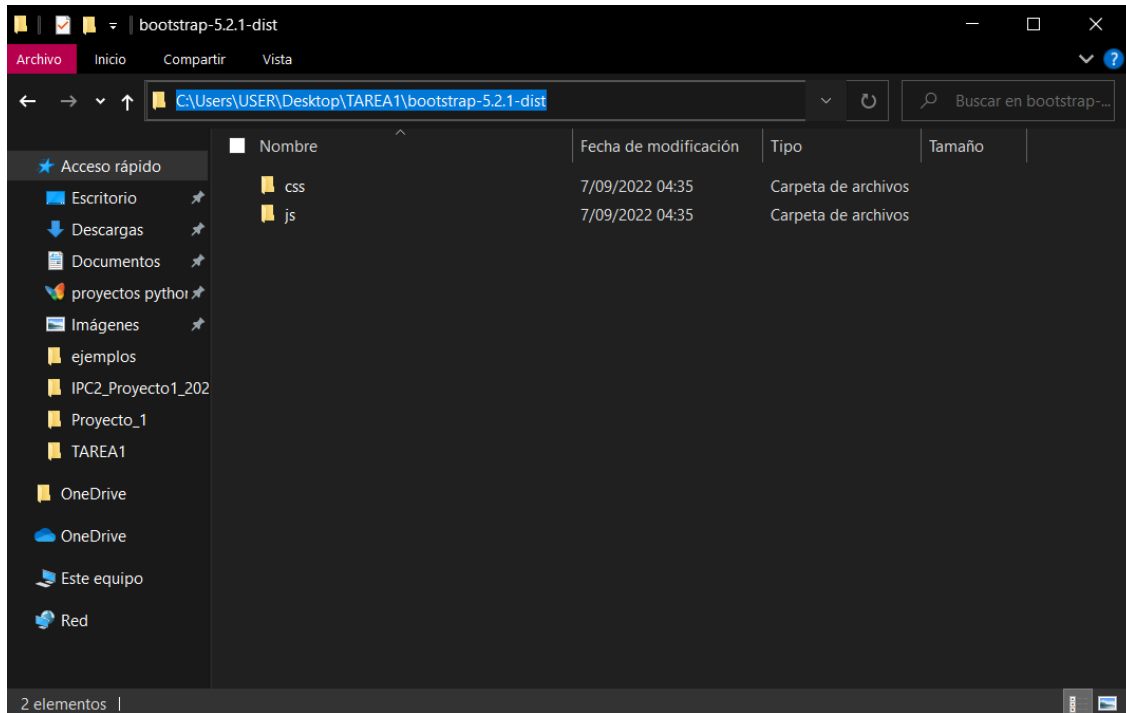 bootstrap-5.2.1-dist
Archivo Inicio Compartir Vista
C:\Users\USER\Desktop\TAREA1\bootstrap-5.2.1-dist Buscar en bootstrap-...
Nombre Fecha de modificación Tipo Tamaño
Acceso rápido
css 7/09/2022 04:35 Carpeta de archivos
Escritorio
js 7/09/2022 04:35 Carpeta de archivos
Descargas
Documentos
proyectos python
Imágenes
ejemplos
IPC2_Proyecto1_202
Proyecto_1
TAREA1
OneDrive
OneDrive
Este equipo
Red
2 elementos